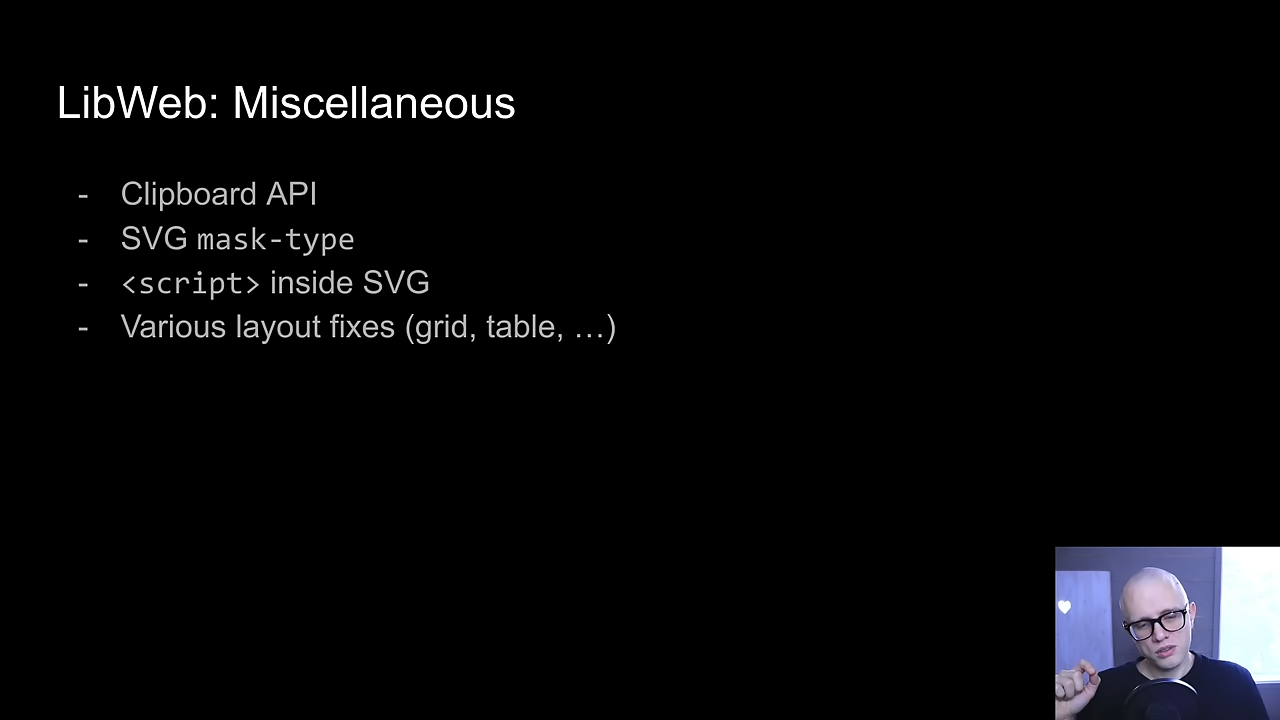 LibWeb: Miscellaneous
- Clipboard API
- SVG mask-type
- <script> inside SVG
- Various layout fixes (grid, table, …)